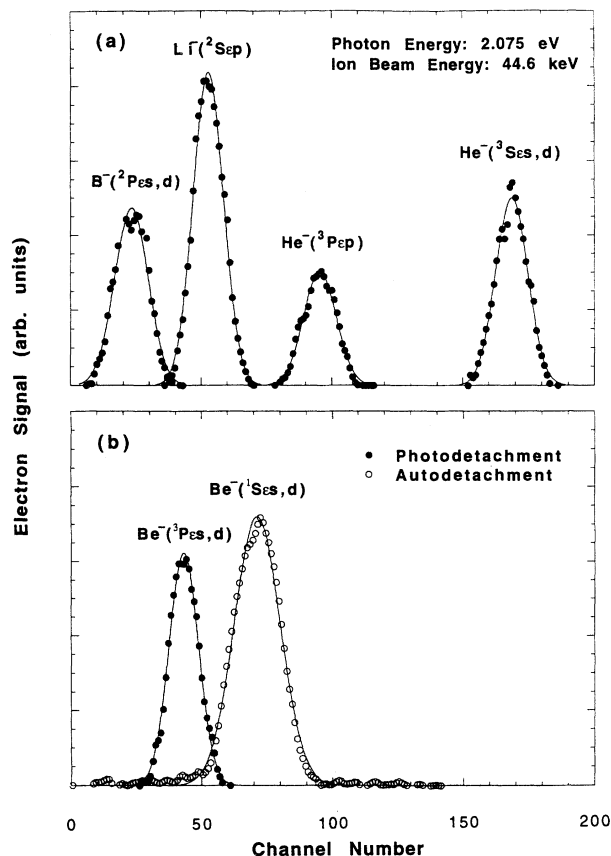 (a)
Li⁻(²Sεp)
Photon Energy: 2.075 eV
Ion Beam Energy: 44.6 keV
He⁻(³Sεs,d)
B⁻(²Pεs,d)
He⁻(³Pεp)
Electron Signal (arb. units)
(b)
● Photodetachment
○ Autodetachment
Be⁻(¹Sεs,d)
Be⁻(³Pεs,d)
0 50 100 150 200
Channel Number